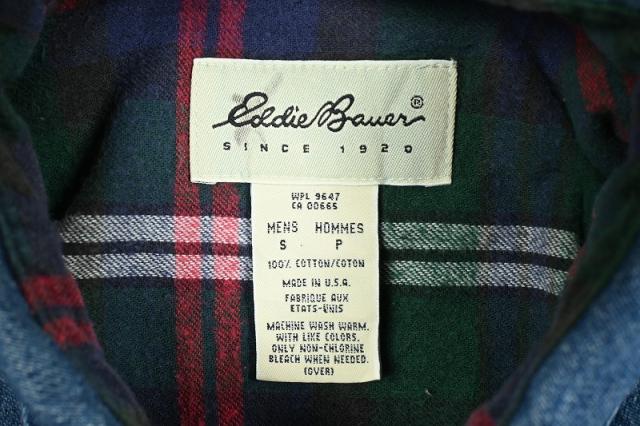 Eddie Bauer®
SINCE 1920
WPL 9647
CA 00665
MENS HOMMES
S P
100% COTTON/COTON
MADE IN U.S.A.
FABRIQUE AUX
ETATS-UNIS
MACHINE WASH WARM.
WITH LIKE COLORS.
ONLY NON-CHLORINE
BLEACH WHEN NEEDED.
(OVER)